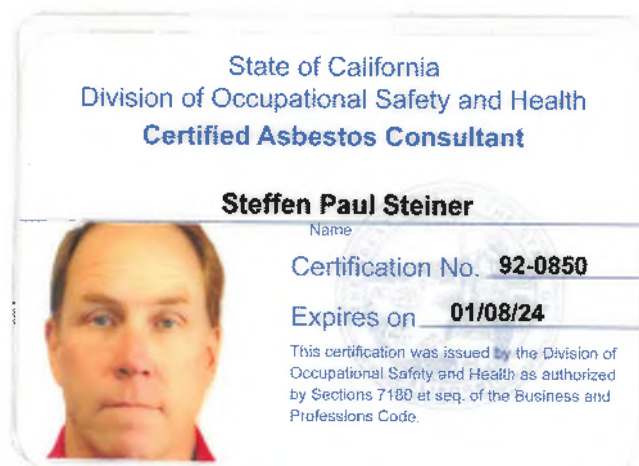 State of California
Division of Occupational Safety and Health
Certified Asbestos Consultant
Steffen Paul Steiner
Name
Certification No. 92-0850
Expires on 01/08/24
This certification was issued by the Division of
Occupational Safety and Health as authorized
by Sections 7180 et seq. of the Business and
Professions Code.